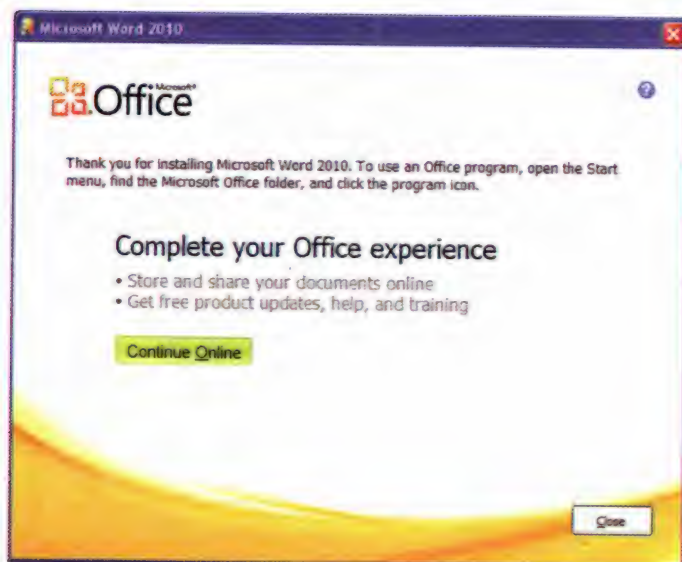 Microsoft Word 2010
Microsoft®
Office
Thank you for installing Microsoft Word 2010. To use an Office program, open the Start
menu, find the Microsoft Office folder, and click the program icon.
Complete your Office experience
• Store and share your documents online
• Get free product updates, help, and training
Continue Online
Close